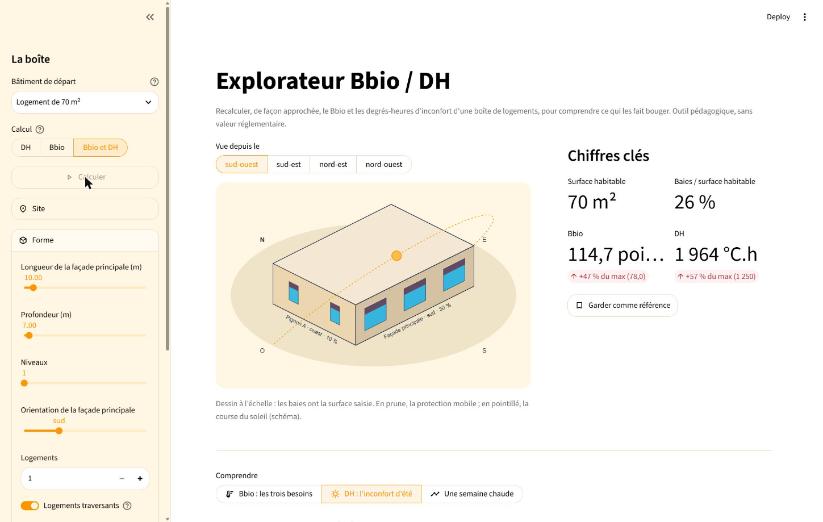 Deploy
La boîte
Bâtiment de départ
Logement de 70 m²
Calcul
DH
Bbio
Bbio et DH
Calculer
Site
Forme
Longueur de la façade principale (m)
10.00
Profondeur (m)
7.00
Niveaux
1
Orientation de la façade principale
sud
Logements
1
Logements traversants
Explorateur Bbio / DH
Recalculer, de façon approchée, le Bbio et les degrés-heures d'inconfort d'une boîte de logements, pour comprendre ce qui les fait bouger. Outil pédagogique, sans
valeur réglementaire.
Vue depuis le
sud-ouest
sud-est
nord-est
nord-ouest
N
E
O
S
Pignon A · ouest · 10 %
Façade principale · sud · 30 %
Dessin à l'échelle : les baies ont la surface saisie. En prune, la protection mobile ; en pointillé, la
course du soleil (schéma).
Chiffres clés
Surface habitable
70 m²
Baies / surface habitable
26 %
Bbio
114,7 poi…
+47 % du max (78,0)
DH
1 964 °C.h
+57 % du max (1 250)
Garder comme référence
Comprendre
Bbio : les trois besoins
DH : l'inconfort d'été
Une semaine chaude